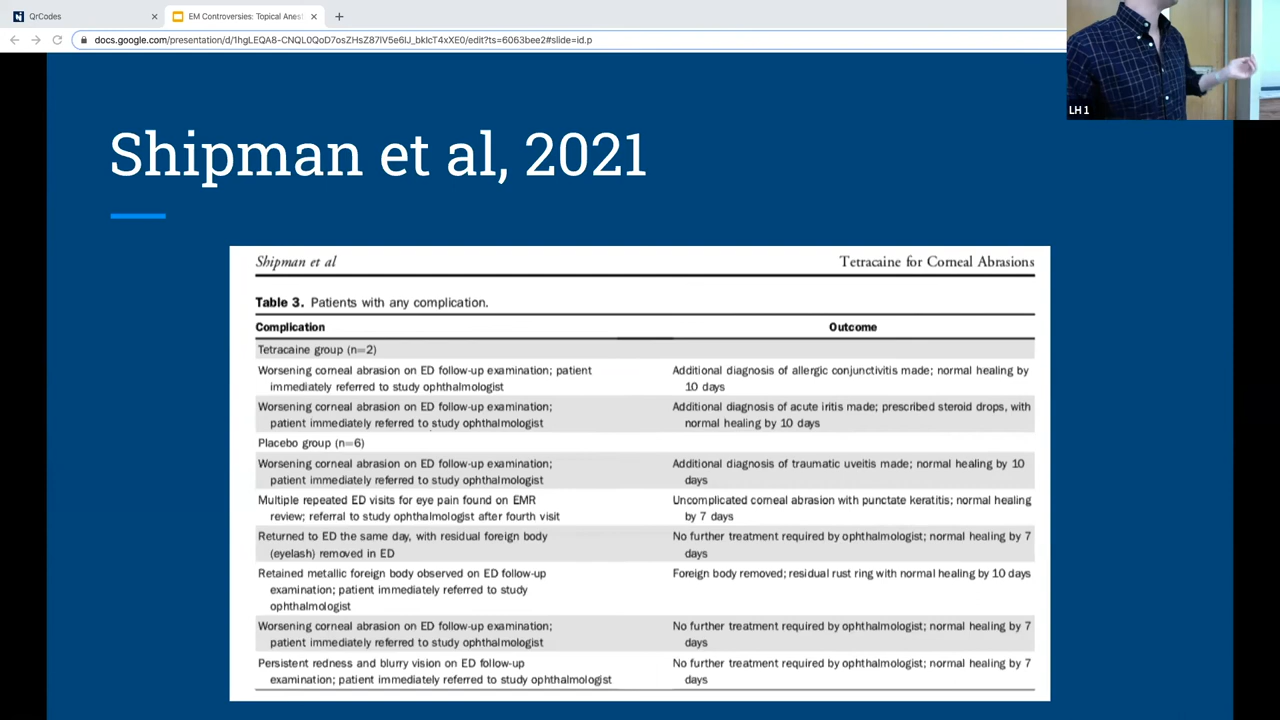 QrCodes
EM Controversies: Topical Anest
docs.google.com/presentation/d/1hgLEQA8-CNQL0QoD7osZHsZ87lV5e6IJ_bkIcT4xXE0/edit?ts=6063bee2#slide=id.p
LH 1
Shipman et al, 2021
Shipman et al
Tetracaine for Corneal Abrasions
Table 3. Patients with any complication.
Complication
Outcome
Tetracaine group (n=2)
Worsening corneal abrasion on ED follow-up examination; patient
immediately referred to study ophthalmologist
Additional diagnosis of allergic conjunctivitis made; normal healing by
10 days
Worsening corneal abrasion on ED follow-up examination;
patient immediately referred to study ophthalmologist
Additional diagnosis of acute iritis made; prescribed steroid drops, with
normal healing by 10 days
Placebo group (n=6)
Worsening corneal abrasion on ED follow-up examination;
patient immediately referred to study ophthalmologist
Additional diagnosis of traumatic uveitis made; normal healing by 10
days
Multiple repeated ED visits for eye pain found on EMR
review; referral to study ophthalmologist after fourth visit
Uncomplicated corneal abrasion with punctate keratitis; normal healing
by 7 days
Returned to ED the same day, with residual foreign body
(eyelash) removed in ED
No further treatment required by ophthalmologist; normal healing by 7
days
Retained metallic foreign body observed on ED follow-up
examination; patient immediately referred to study
ophthalmologist
Foreign body removed; residual rust ring with normal healing by 10 days
Worsening corneal abrasion on ED follow-up examination;
patient immediately referred to study ophthalmologist
No further treatment required by ophthalmologist; normal healing by 7
days
Persistent redness and blurry vision on ED follow-up
examination; patient immediately referred to study ophthalmologist
No further treatment required by ophthalmologist; normal healing by 7
days